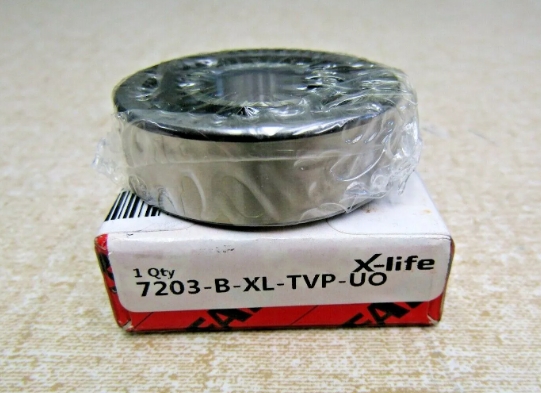 X-life
1 Qty
7203-B-XL-TVP-UO